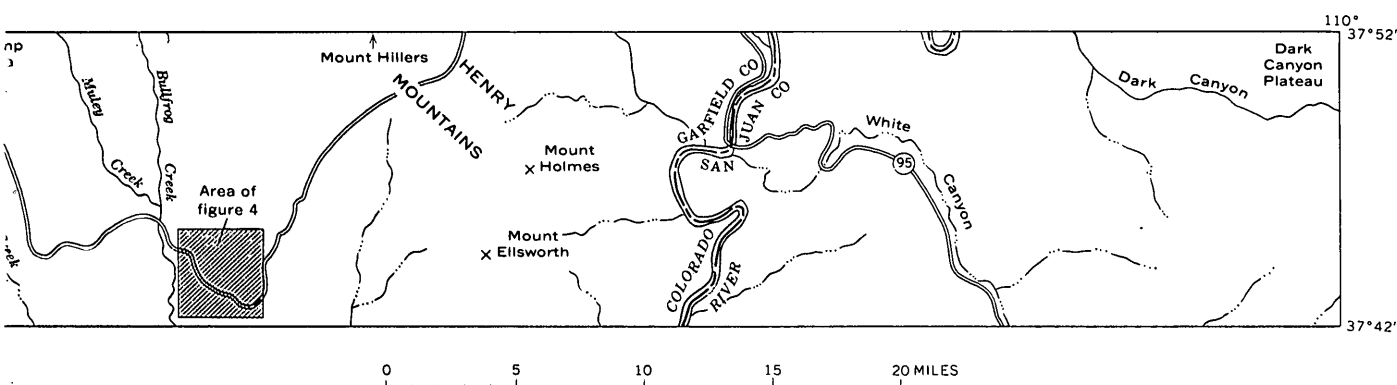 110°
37°52'
Mount Hillers
HENRY
MOUNTAINS
Muley
Creek
Bullfrog
Creek
GARFIELD CO
SAN JUAN CO
White
Canyon
95
Dark Canyon
Dark
Canyon
Plateau
Mount
Holmes
Area of
figure 4
Mount
Ellsworth
COLORADO
RIVER
37°42'
0 5 10 15 20 MILES